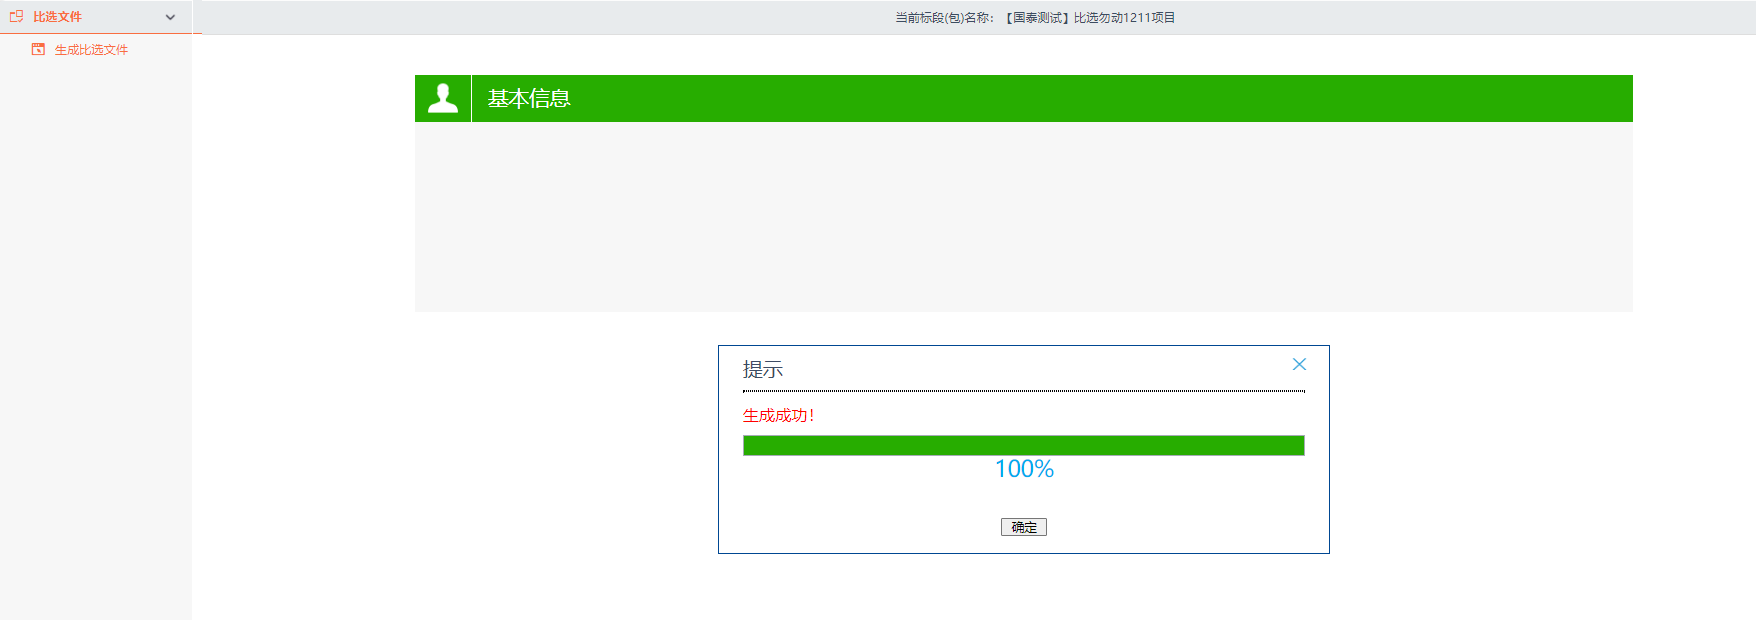 比选文件
当前标段(包)名称：【国泰测试】比选勿动1211项目
生成比选文件
基本信息
提示
生成成功！
100%
确定